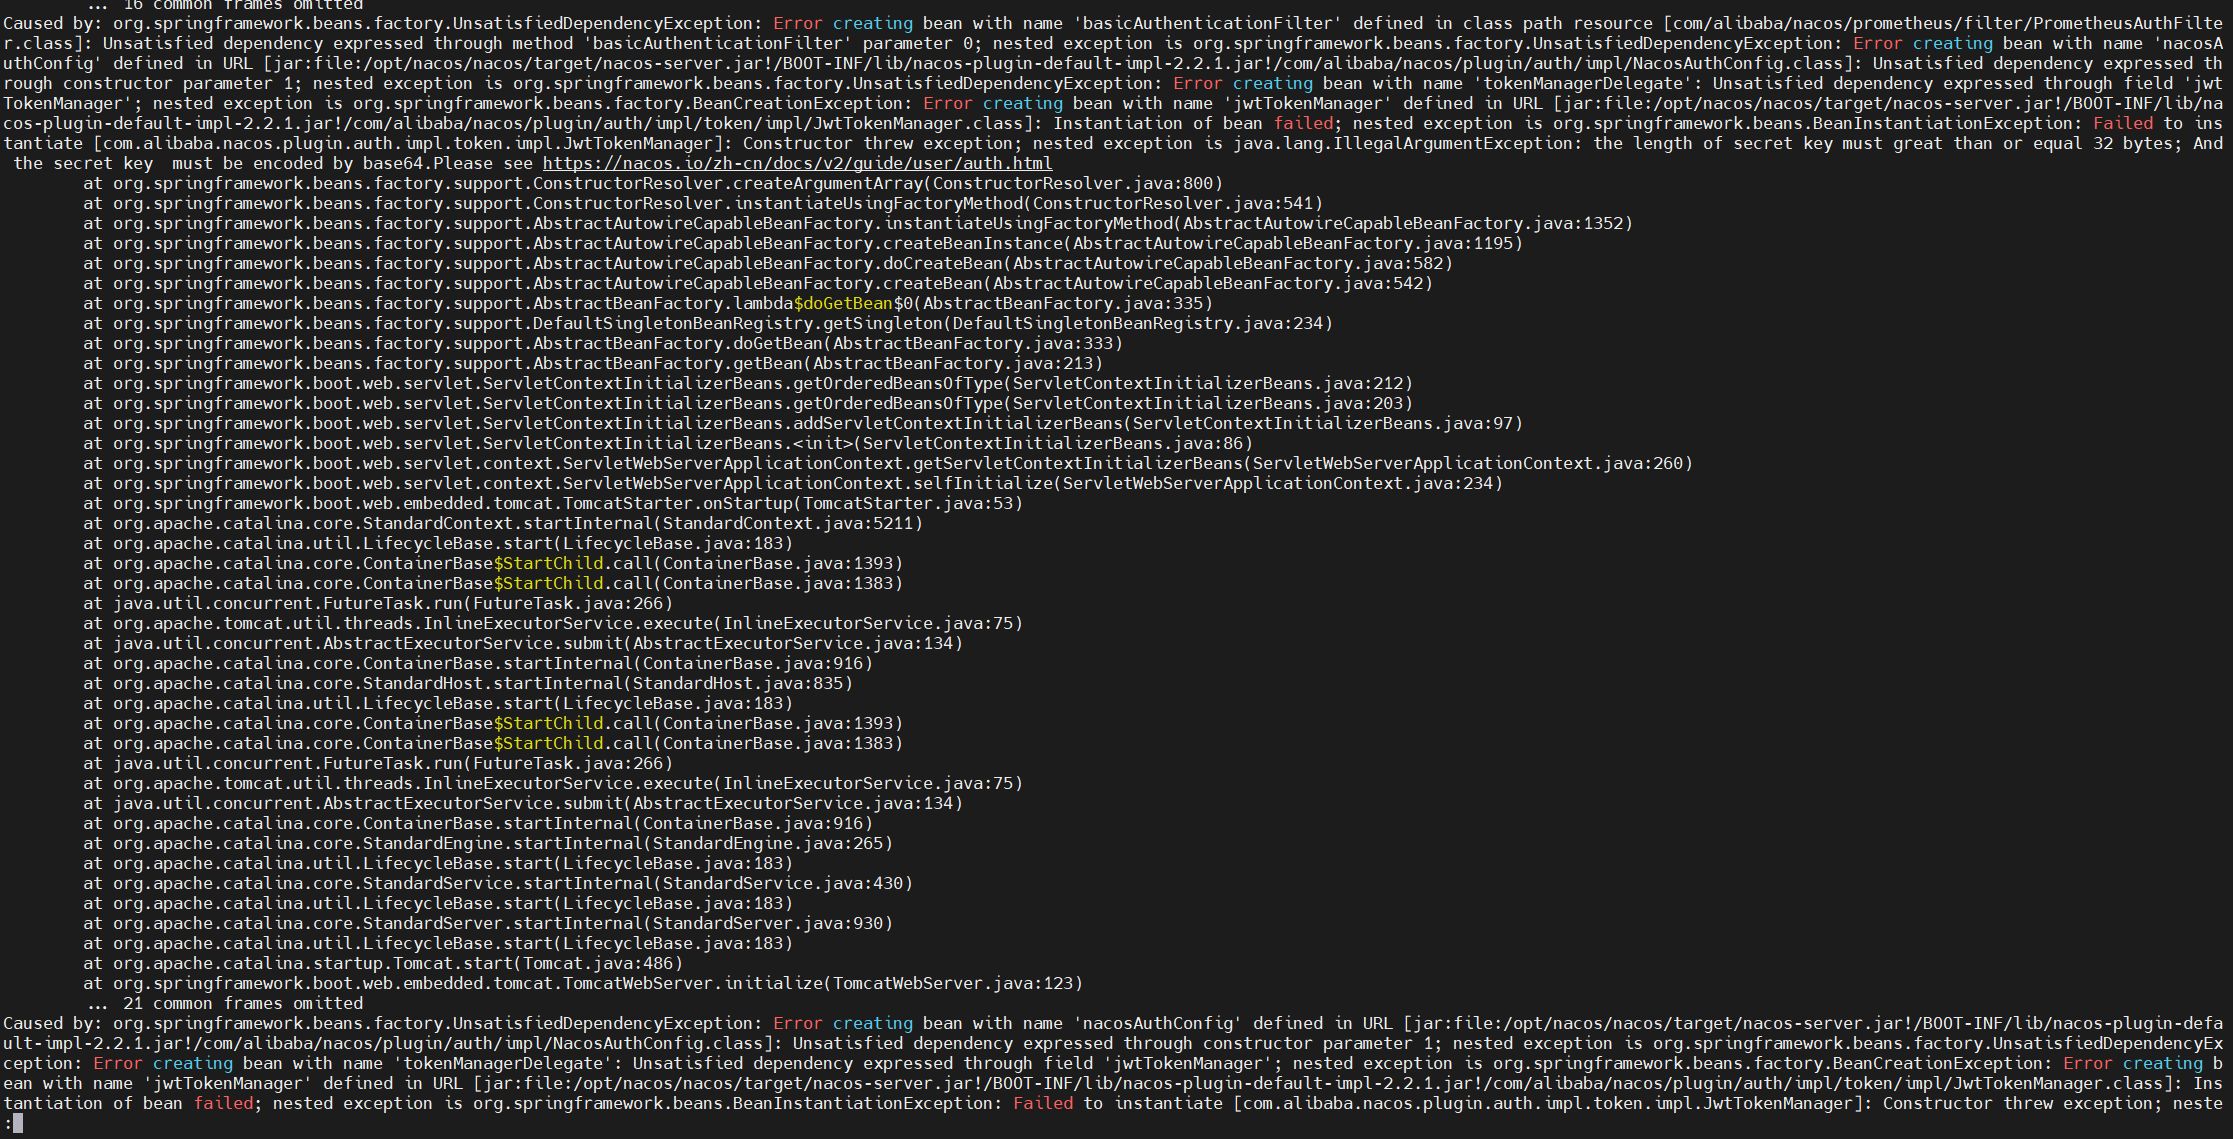 ... 16 common frames omitted
Caused by: org.springframework.beans.factory.UnsatisfiedDependencyException: Error creating bean with name 'basicAuthenticationFilter' defined in class path resource [com/alibaba/nacos/prometheus/filter/PrometheusAuthFilte
r.class]: Unsatisfied dependency expressed through method 'basicAuthenticationFilter' parameter 0; nested exception is org.springframework.beans.factory.UnsatisfiedDependencyException: Error creating bean with name 'nacosA
uthConfig' defined in URL [jar:file:/opt/nacos/nacos/target/nacos-server.jar!/BOOT-INF/lib/nacos-plugin-default-impl-2.2.1.jar!/com/alibaba/nacos/plugin/auth/impl/NacosAuthConfig.class]: Unsatisfied dependency expressed th
rough constructor parameter 1; nested exception is org.springframework.beans.factory.UnsatisfiedDependencyException: Error creating bean with name 'tokenManagerDelegate': Unsatisfied dependency expressed through field 'jwt
TokenManager'; nested exception is org.springframework.beans.factory.BeanCreationException: Error creating bean with name 'jwtTokenManager' defined in URL [jar:file:/opt/nacos/nacos/target/nacos-server.jar!/BOOT-INF/lib/na
cos-plugin-default-impl-2.2.1.jar!/com/alibaba/nacos/plugin/auth/impl/token/impl/JwtTokenManager.class]: Instantiation of bean failed; nested exception is org.springframework.beans.BeanInstantiationException: Failed to ins
tantiate [com.alibaba.nacos.plugin.auth.impl.token.impl.JwtTokenManager]: Constructor threw exception; nested exception is java.lang.IllegalArgumentException: the length of secret key must great than or equal 32 bytes; And
the secret key  must be encoded by base64.Please see https://nacos.io/zh-cn/docs/v2/guide/user/auth.html
at org.springframework.beans.factory.support.ConstructorResolver.createArgumentArray(ConstructorResolver.java:800)
at org.springframework.beans.factory.support.ConstructorResolver.instantiateUsingFactoryMethod(ConstructorResolver.java:541)
at org.springframework.beans.factory.support.AbstractAutowireCapableBeanFactory.instantiateUsingFactoryMethod(AbstractAutowireCapableBeanFactory.java:1352)
at org.springframework.beans.factory.support.AbstractAutowireCapableBeanFactory.createBeanInstance(AbstractAutowireCapableBeanFactory.java:1195)
at org.springframework.beans.factory.support.AbstractAutowireCapableBeanFactory.doCreateBean(AbstractAutowireCapableBeanFactory.java:582)
at org.springframework.beans.factory.support.AbstractAutowireCapableBeanFactory.createBean(AbstractAutowireCapableBeanFactory.java:542)
at org.springframework.beans.factory.support.AbstractBeanFactory.lambda$doGetBean$0(AbstractBeanFactory.java:335)
at org.springframework.beans.factory.support.DefaultSingletonBeanRegistry.getSingleton(DefaultSingletonBeanRegistry.java:234)
at org.springframework.beans.factory.support.AbstractBeanFactory.doGetBean(AbstractBeanFactory.java:333)
at org.springframework.beans.factory.support.AbstractBeanFactory.getBean(AbstractBeanFactory.java:213)
at org.springframework.boot.web.servlet.ServletContextInitializerBeans.getOrderedBeansOfType(ServletContextInitializerBeans.java:212)
at org.springframework.boot.web.servlet.ServletContextInitializerBeans.getOrderedBeansOfType(ServletContextInitializerBeans.java:203)
at org.springframework.boot.web.servlet.ServletContextInitializerBeans.addServletContextInitializerBeans(ServletContextInitializerBeans.java:97)
at org.springframework.boot.web.servlet.ServletContextInitializerBeans.<init>(ServletContextInitializerBeans.java:86)
at org.springframework.boot.web.servlet.context.ServletWebServerApplicationContext.getServletContextInitializerBeans(ServletWebServerApplicationContext.java:260)
at org.springframework.boot.web.servlet.context.ServletWebServerApplicationContext.selfInitialize(ServletWebServerApplicationContext.java:234)
at org.springframework.boot.web.embedded.tomcat.TomcatStarter.onStartup(TomcatStarter.java:53)
at org.apache.catalina.core.StandardContext.startInternal(StandardContext.java:5211)
at org.apache.catalina.util.LifecycleBase.start(LifecycleBase.java:183)
at org.apache.catalina.core.ContainerBase$StartChild.call(ContainerBase.java:1393)
at org.apache.catalina.core.ContainerBase$StartChild.call(ContainerBase.java:1383)
at java.util.concurrent.FutureTask.run(FutureTask.java:266)
at org.apache.tomcat.util.threads.InlineExecutorService.execute(InlineExecutorService.java:75)
at java.util.concurrent.AbstractExecutorService.submit(AbstractExecutorService.java:134)
at org.apache.catalina.core.ContainerBase.startInternal(ContainerBase.java:916)
at org.apache.catalina.core.StandardHost.startInternal(StandardHost.java:835)
at org.apache.catalina.util.LifecycleBase.start(LifecycleBase.java:183)
at org.apache.catalina.core.ContainerBase$StartChild.call(ContainerBase.java:1393)
at org.apache.catalina.core.ContainerBase$StartChild.call(ContainerBase.java:1383)
at java.util.concurrent.FutureTask.run(FutureTask.java:266)
at org.apache.tomcat.util.threads.InlineExecutorService.execute(InlineExecutorService.java:75)
at java.util.concurrent.AbstractExecutorService.submit(AbstractExecutorService.java:134)
at org.apache.catalina.core.ContainerBase.startInternal(ContainerBase.java:916)
at org.apache.catalina.core.StandardEngine.startInternal(StandardEngine.java:265)
at org.apache.catalina.util.LifecycleBase.start(LifecycleBase.java:183)
at org.apache.catalina.core.StandardService.startInternal(StandardService.java:430)
at org.apache.catalina.util.LifecycleBase.start(LifecycleBase.java:183)
at org.apache.catalina.core.StandardServer.startInternal(StandardServer.java:930)
at org.apache.catalina.util.LifecycleBase.start(LifecycleBase.java:183)
at org.apache.catalina.startup.Tomcat.start(Tomcat.java:486)
at org.springframework.boot.web.embedded.tomcat.TomcatWebServer.initialize(TomcatWebServer.java:123)
... 21 common frames omitted
Caused by: org.springframework.beans.factory.UnsatisfiedDependencyException: Error creating bean with name 'nacosAuthConfig' defined in URL [jar:file:/opt/nacos/nacos/target/nacos-server.jar!/BOOT-INF/lib/nacos-plugin-defa
ult-impl-2.2.1.jar!/com/alibaba/nacos/plugin/auth/impl/NacosAuthConfig.class]: Unsatisfied dependency expressed through constructor parameter 1; nested exception is org.springframework.beans.factory.UnsatisfiedDependencyEx
ception: Error creating bean with name 'tokenManagerDelegate': Unsatisfied dependency expressed through field 'jwtTokenManager'; nested exception is org.springframework.beans.factory.BeanCreationException: Error creating b
ean with name 'jwtTokenManager' defined in URL [jar:file:/opt/nacos/nacos/target/nacos-server.jar!/BOOT-INF/lib/nacos-plugin-default-impl-2.2.1.jar!/com/alibaba/nacos/plugin/auth/impl/token/impl/JwtTokenManager.class]: Ins
tantiation of bean failed; nested exception is org.springframework.beans.BeanInstantiationException: Failed to instantiate [com.alibaba.nacos.plugin.auth.impl.token.impl.JwtTokenManager]: Constructor threw exception; neste
: